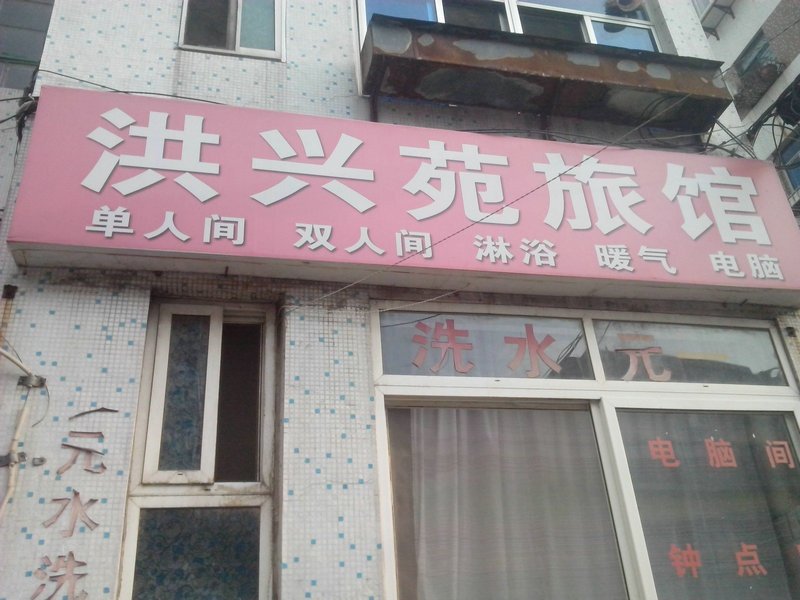 洪兴苑旅馆
单人间 双人间 淋浴 暖气 电脑
洗水元
电脑间
钟点
元水洗